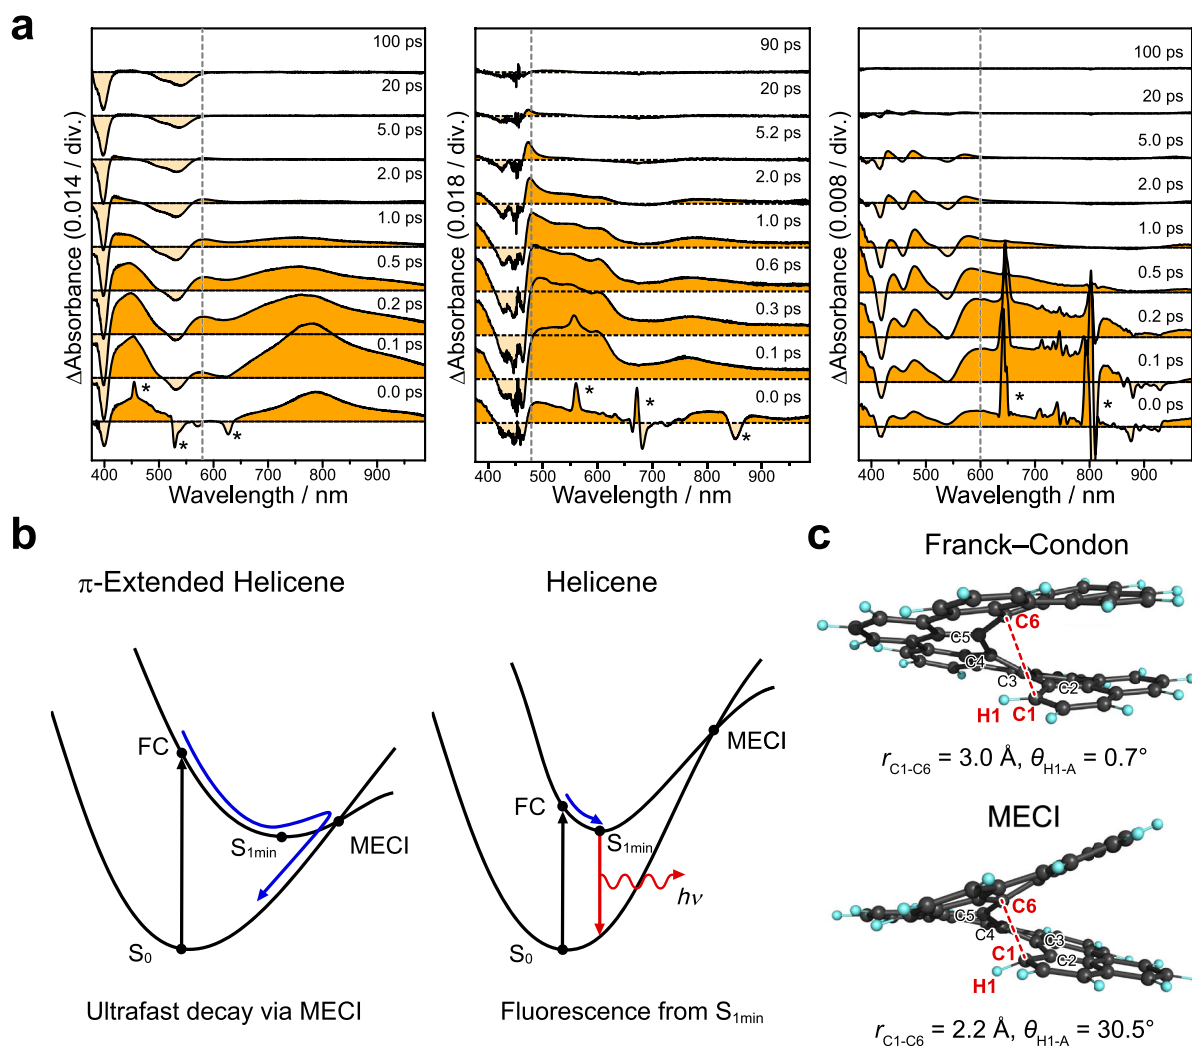 a
ΔAbsorbance (0.014 / div.)
100 ps
20 ps
5.0 ps
2.0 ps
1.0 ps
0.5 ps
0.2 ps
0.1 ps
0.0 ps
*
*
*
400 500 600 700 800 900
Wavelength / nm
ΔAbsorbance (0.018 / div.)
90 ps
20 ps
5.2 ps
2.0 ps
1.0 ps
0.6 ps
0.3 ps
0.1 ps
0.0 ps
*
*
*
400 500 600 700 800 900
Wavelength / nm
ΔAbsorbance (0.008 / div.)
100 ps
20 ps
5.0 ps
2.0 ps
1.0 ps
0.5 ps
0.2 ps
0.1 ps
0.0 ps
*
*
400 500 600 700 800 900
Wavelength / nm
b
π-Extended Helicene
FC
S1min
MECI
S0
Ultrafast decay via MECI
Helicene
MECI
FC
S1min
hν
S0
Fluorescence from S1min
c
Franck–Condon
C6
C5
C4
C3
C2
H1
C1
rC1-C6 = 3.0 Å, θH1-A = 0.7°
MECI
C6
C5
C4
C3
C1
C2
H1
rC1-C6 = 2.2 Å, θH1-A = 30.5°